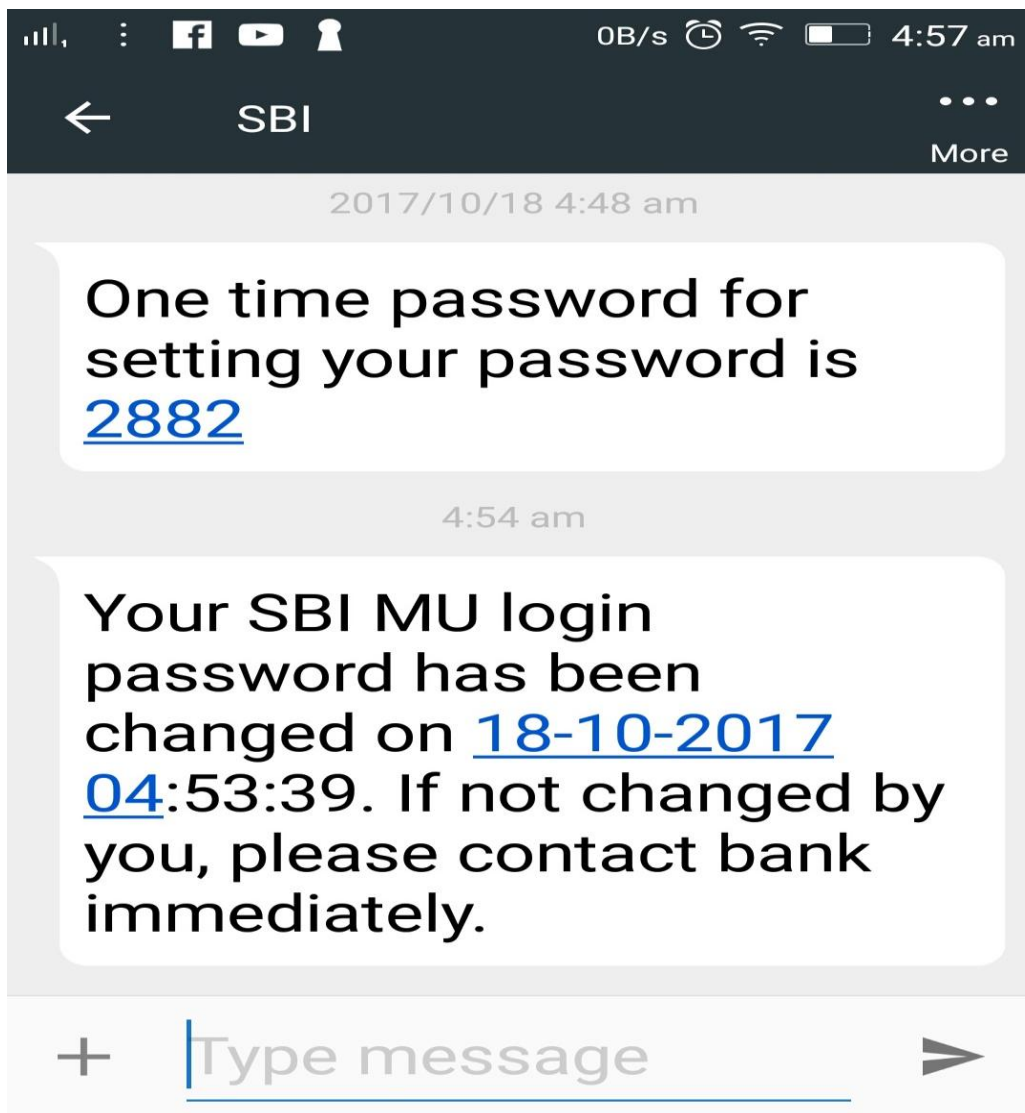 0B/s 4:57 am
SBI
More
2017/10/18 4:48 am
One time password for
setting your password is
2882
4:54 am
Your SBI MU login
password has been
changed on 18-10-2017
04:53:39. If not changed by
you, please contact bank
immediately.
Type message